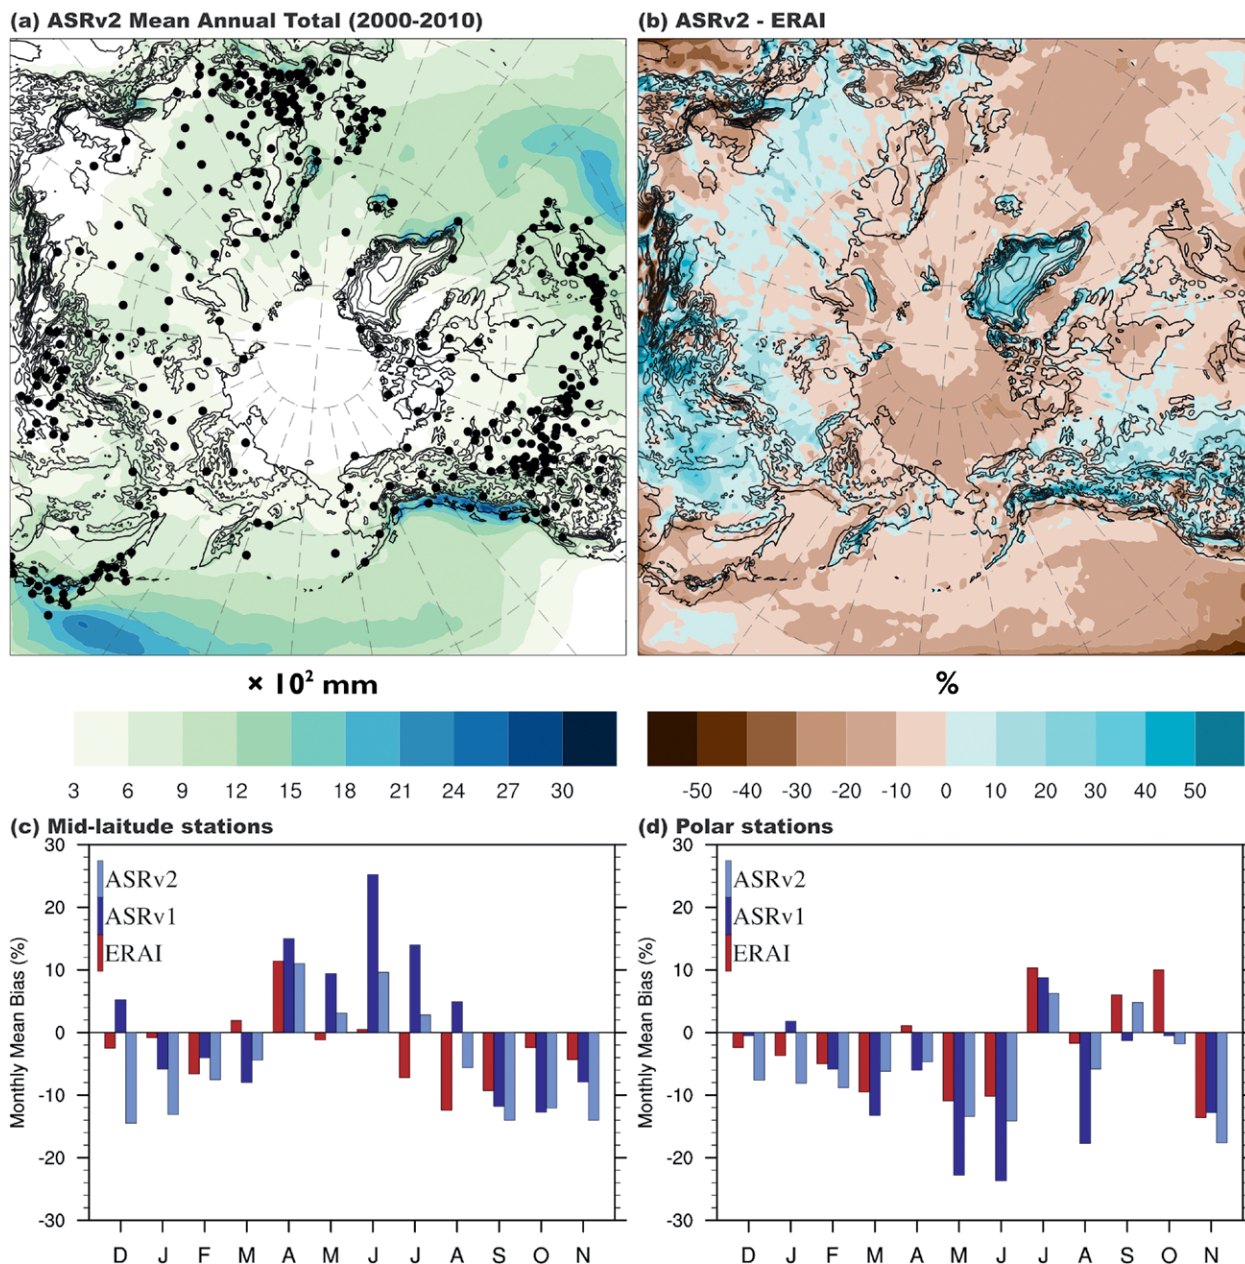 (a) ASRv2 Mean Annual Total (2000-2010)
(b) ASRv2 - ERAI
× 10² mm
%
3 6 9 12 15 18 21 24 27 30
-50 -40 -30 -20 -10 0 10 20 30 40 50
(c) Mid-laitude stations
(d) Polar stations
Monthly Mean Bias (%)
30
20
10
0
-10
-20
-30
ASRv2
ASRv1
ERAI
D J F M A M J J A S O N
Monthly Mean Bias (%)
30
20
10
0
-10
-20
-30
ASRv2
ASRv1
ERAI
D J F M A M J J A S O N